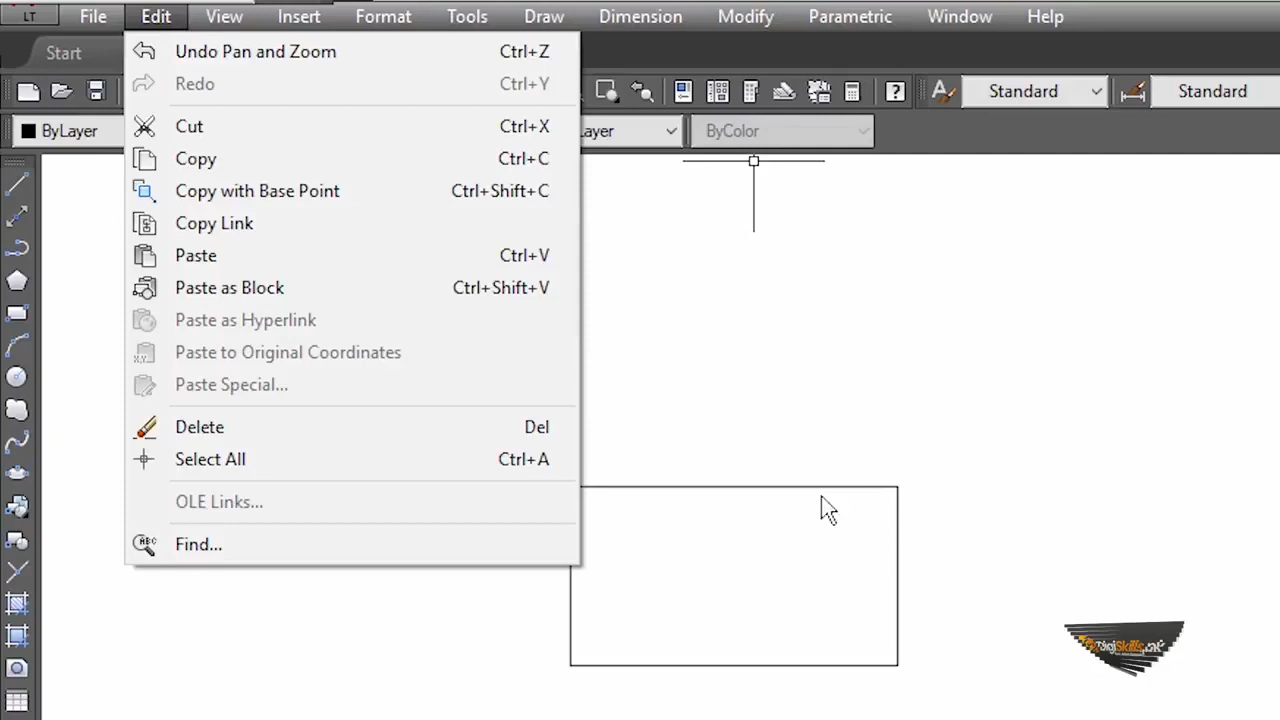 LT
File Edit View Insert Format Tools Draw Dimension Modify Parametric Window Help
Start
Undo Pan and Zoom Ctrl+Z
Redo Ctrl+Y
Standard Standard
ByLayer ayer ByColor
Cut Ctrl+X
Copy Ctrl+C
Copy with Base Point Ctrl+Shift+C
Copy Link
Paste Ctrl+V
Paste as Block Ctrl+Shift+V
Paste as Hyperlink
Paste to Original Coordinates
Paste Special...
Delete Del
Select All Ctrl+A
OLE Links...
ABC
Find...
DigiSkills.pk